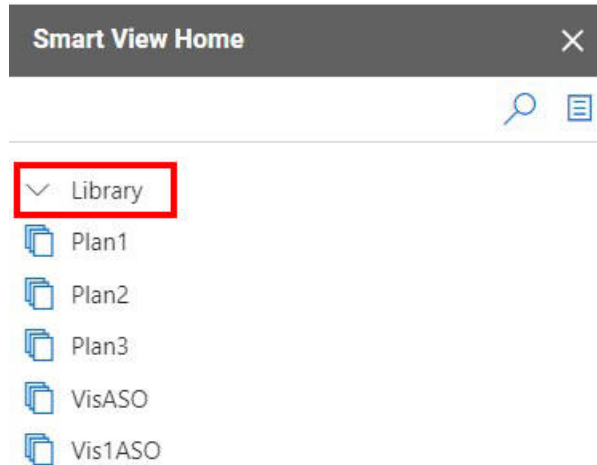 Smart View Home
Library
Plan1
Plan2
Plan3
VisASO
Vis1ASO